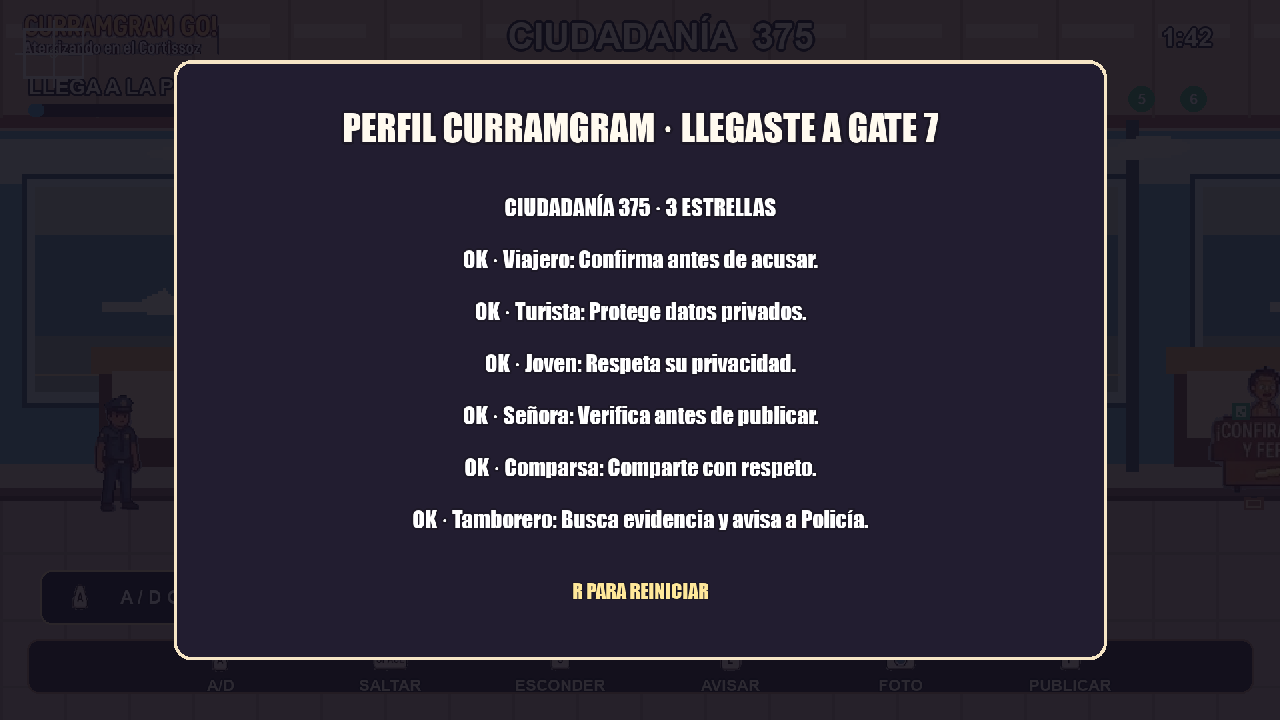 CURRAMGRAM GO!
Aterrizando en el Cortissoz
CIUDADANÍA 375
1:42
LLEGA A LA P
5 6
PERFIL CURRAMGRAM · LLEGASTE A GATE 7
CIUDADANÍA 375 · 3 ESTRELLAS
OK · Viajero: Confirma antes de acusar.
OK · Turista: Protege datos privados.
OK · Joven: Respeta su privacidad.
OK · Señora: Verifica antes de publicar.
OK · Comparsa: Comparte con respeto.
OK · Tamborero: Busca evidencia y avisa a Policía.
R PARA REINICIAR
¡CONFIR
Y FE
A / D
A/D SALTAR ESCONDER AVISAR FOTO PUBLICAR